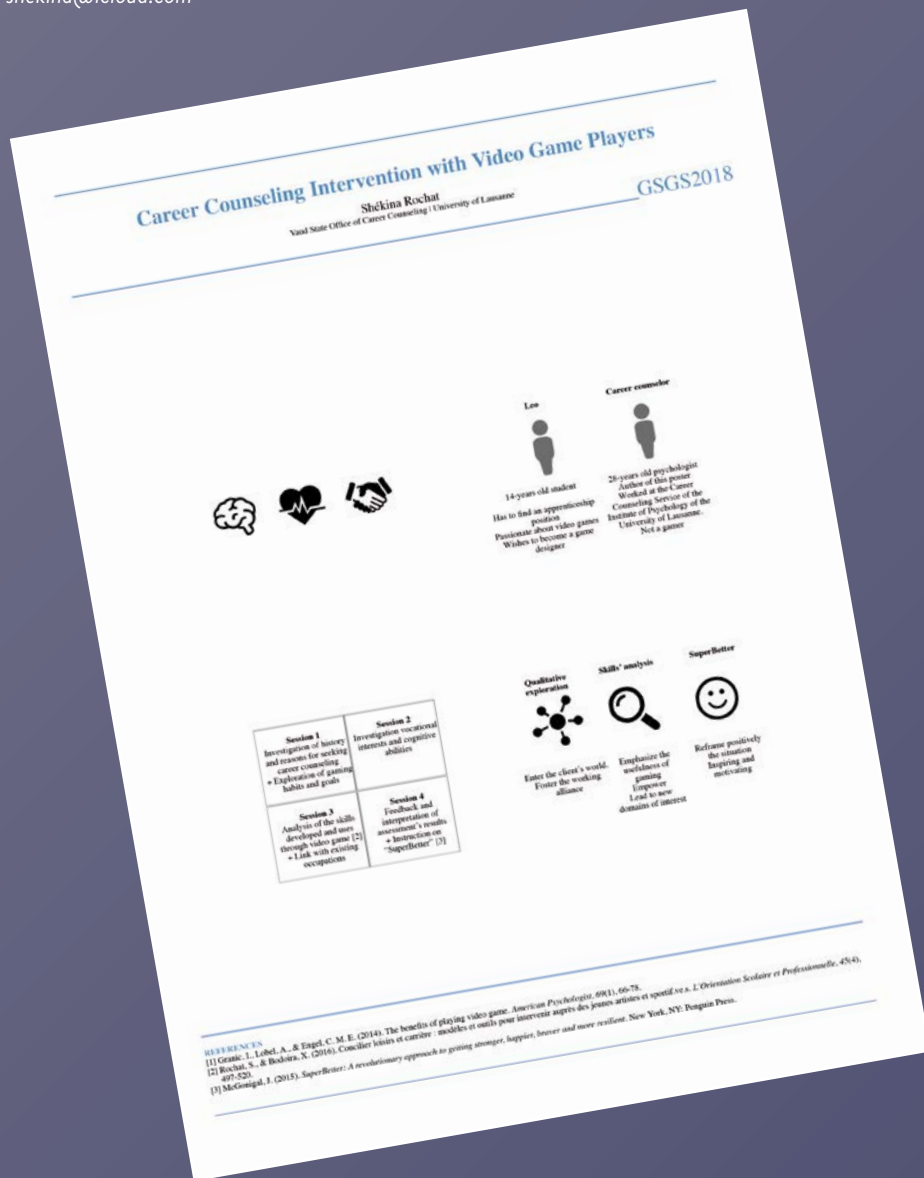 Career Counseling Intervention with Video Game Players
Shékina Rochat
Vaud State Office of Career Counseling | University of Lausanne
GSGS2018
Leo
14-years old student
Has to find an apprenticeship
position
Passionate about video games
Wishes to become a game
designer
Career counselor
28-years old psychologist
Author of this poster
Worked at the Career
Counseling Service of the
Institute of Psychology of the
University of Lausanne.
Not a gamer
Session 1
Investigation of history
and reasons for seeking
career counseling
+ Exploration of gaming
habits and goals
Session 2
Investigation vocational
interests and cognitive
abilities
Session 3
Analysis of the skills
developed and uses
through video game [2]
+ Link with existing
occupations
Session 4
Feedback and
interpretation of
assessment's results
+ Instruction on
"SuperBetter" [3]
Qualitative
exploration
Enter the client's world.
Foster the working
alliance
Skills' analysis
Emphasize the
usefulness of
gaming
Empower
Lead to new
domains of interest
SuperBetter
Reframe positively
the situation
Inspiring and
motivating
REFERENCES
[1] Granic, I., Lobel, A., & Engel, C. M. E. (2014). The benefits of playing video game. American Psychologist, 69(1), 66-78.
[2] Rochat, S., & Bodoira, X. (2016). Concilier loisirs et carrière : modèles et outils pour intervenir auprès des jeunes artistes et sportif.ve.s. L'Orientation Scolaire et Professionnelle, 45(4),
497-520.
[3] McGonigal, J. (2015). SuperBetter: A revolutionary approach to getting stronger, happier, braver and more resilient. New York, NY: Penguin Press.